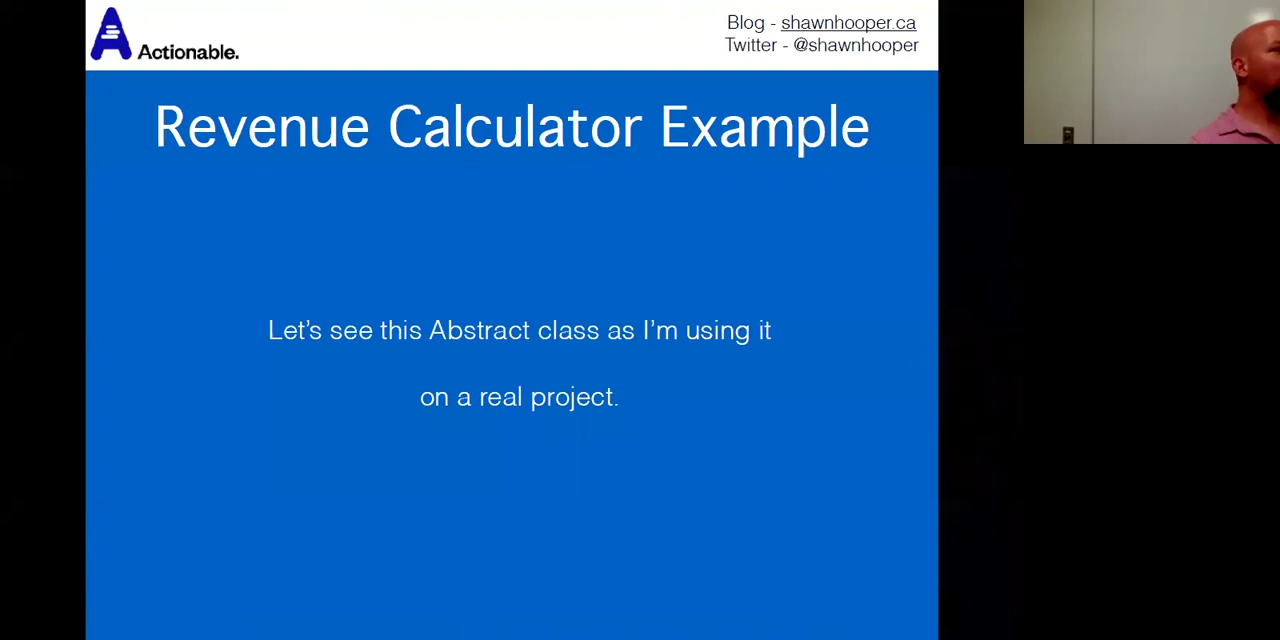 Actionable.
Blog - shawnhooper.ca
Twitter - @shawnhooper
Revenue Calculator Example
Let's see this Abstract class as I'm using it
on a real project.